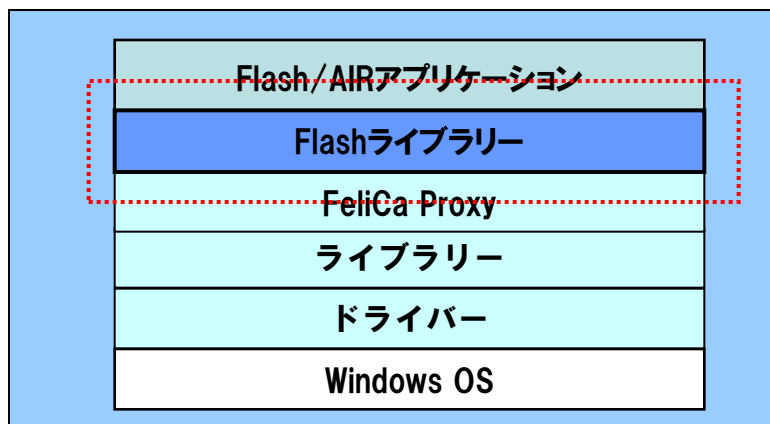 Flash/AIRアプリケーション
Flashライブラリー
FeliCa Proxy
ライブラリー
ドライバー
Windows OS